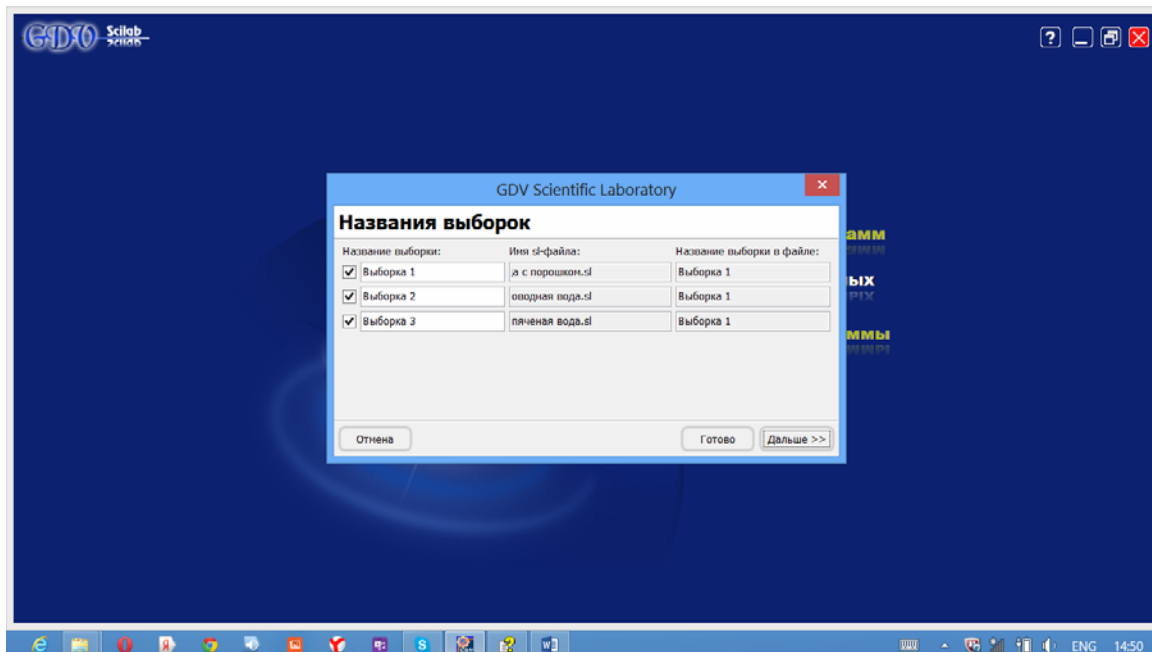 GDV Scilab
GDV Scientific Laboratory
Названия выборок
Название выборки: Имя sl-файла: Название выборки в файле:
Выборка 1 ,а с порошком.sl Выборка 1
Выборка 2 оводная вода.sl Выборка 1
Выборка 3 пяченая вода.sl Выборка 1
амм
ых
ммы
Отмена Готово Дальше >>
ENG 14:50